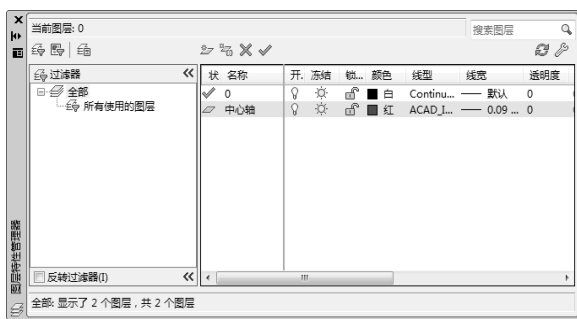 当前图层: 0
搜索图层
过滤器
全部
所有使用的图层
反转过滤器(I)
状 名称 开. 冻结 锁... 颜色 线型 线宽 透明度
0 白 Continu... 默认 0
中心轴 红 ACAD_I... 0.09 ... 0
全部: 显示了 2 个图层，共 2 个图层
图层特性管理器